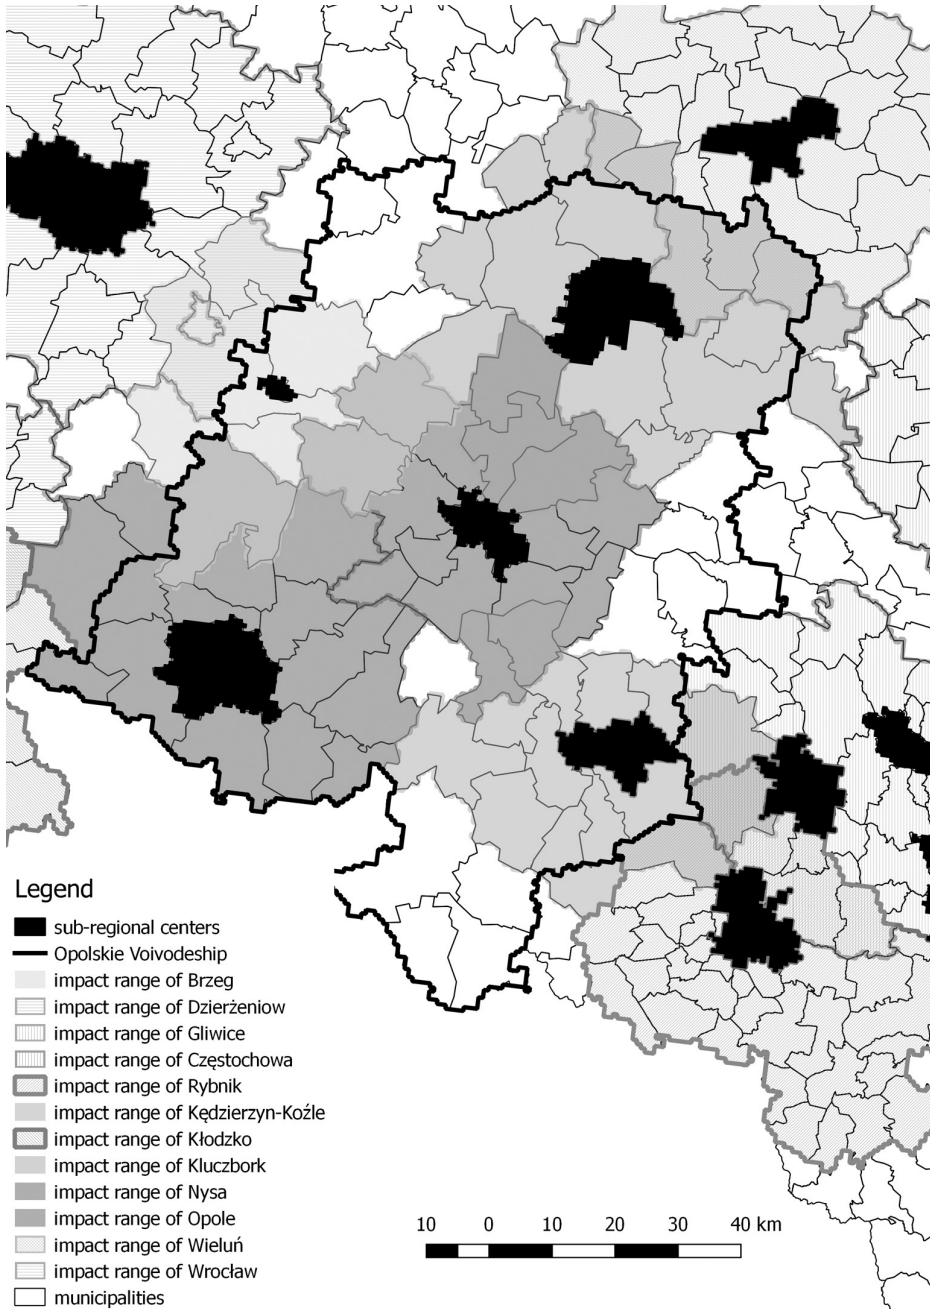 Legend
sub-regional centers
Opolskie Voivodeship
impact range of Brzeg
impact range of Dzierżeniow
impact range of Gliwice
impact range of Częstochowa
impact range of Rybnik
impact range of Kędzierzyn-Koźle
impact range of Kłodzko
impact range of Kluczbork
impact range of Nysa
impact range of Opole
impact range of Wieluń
impact range of Wrocław
municipalities
10 0 10 20 30 40 km